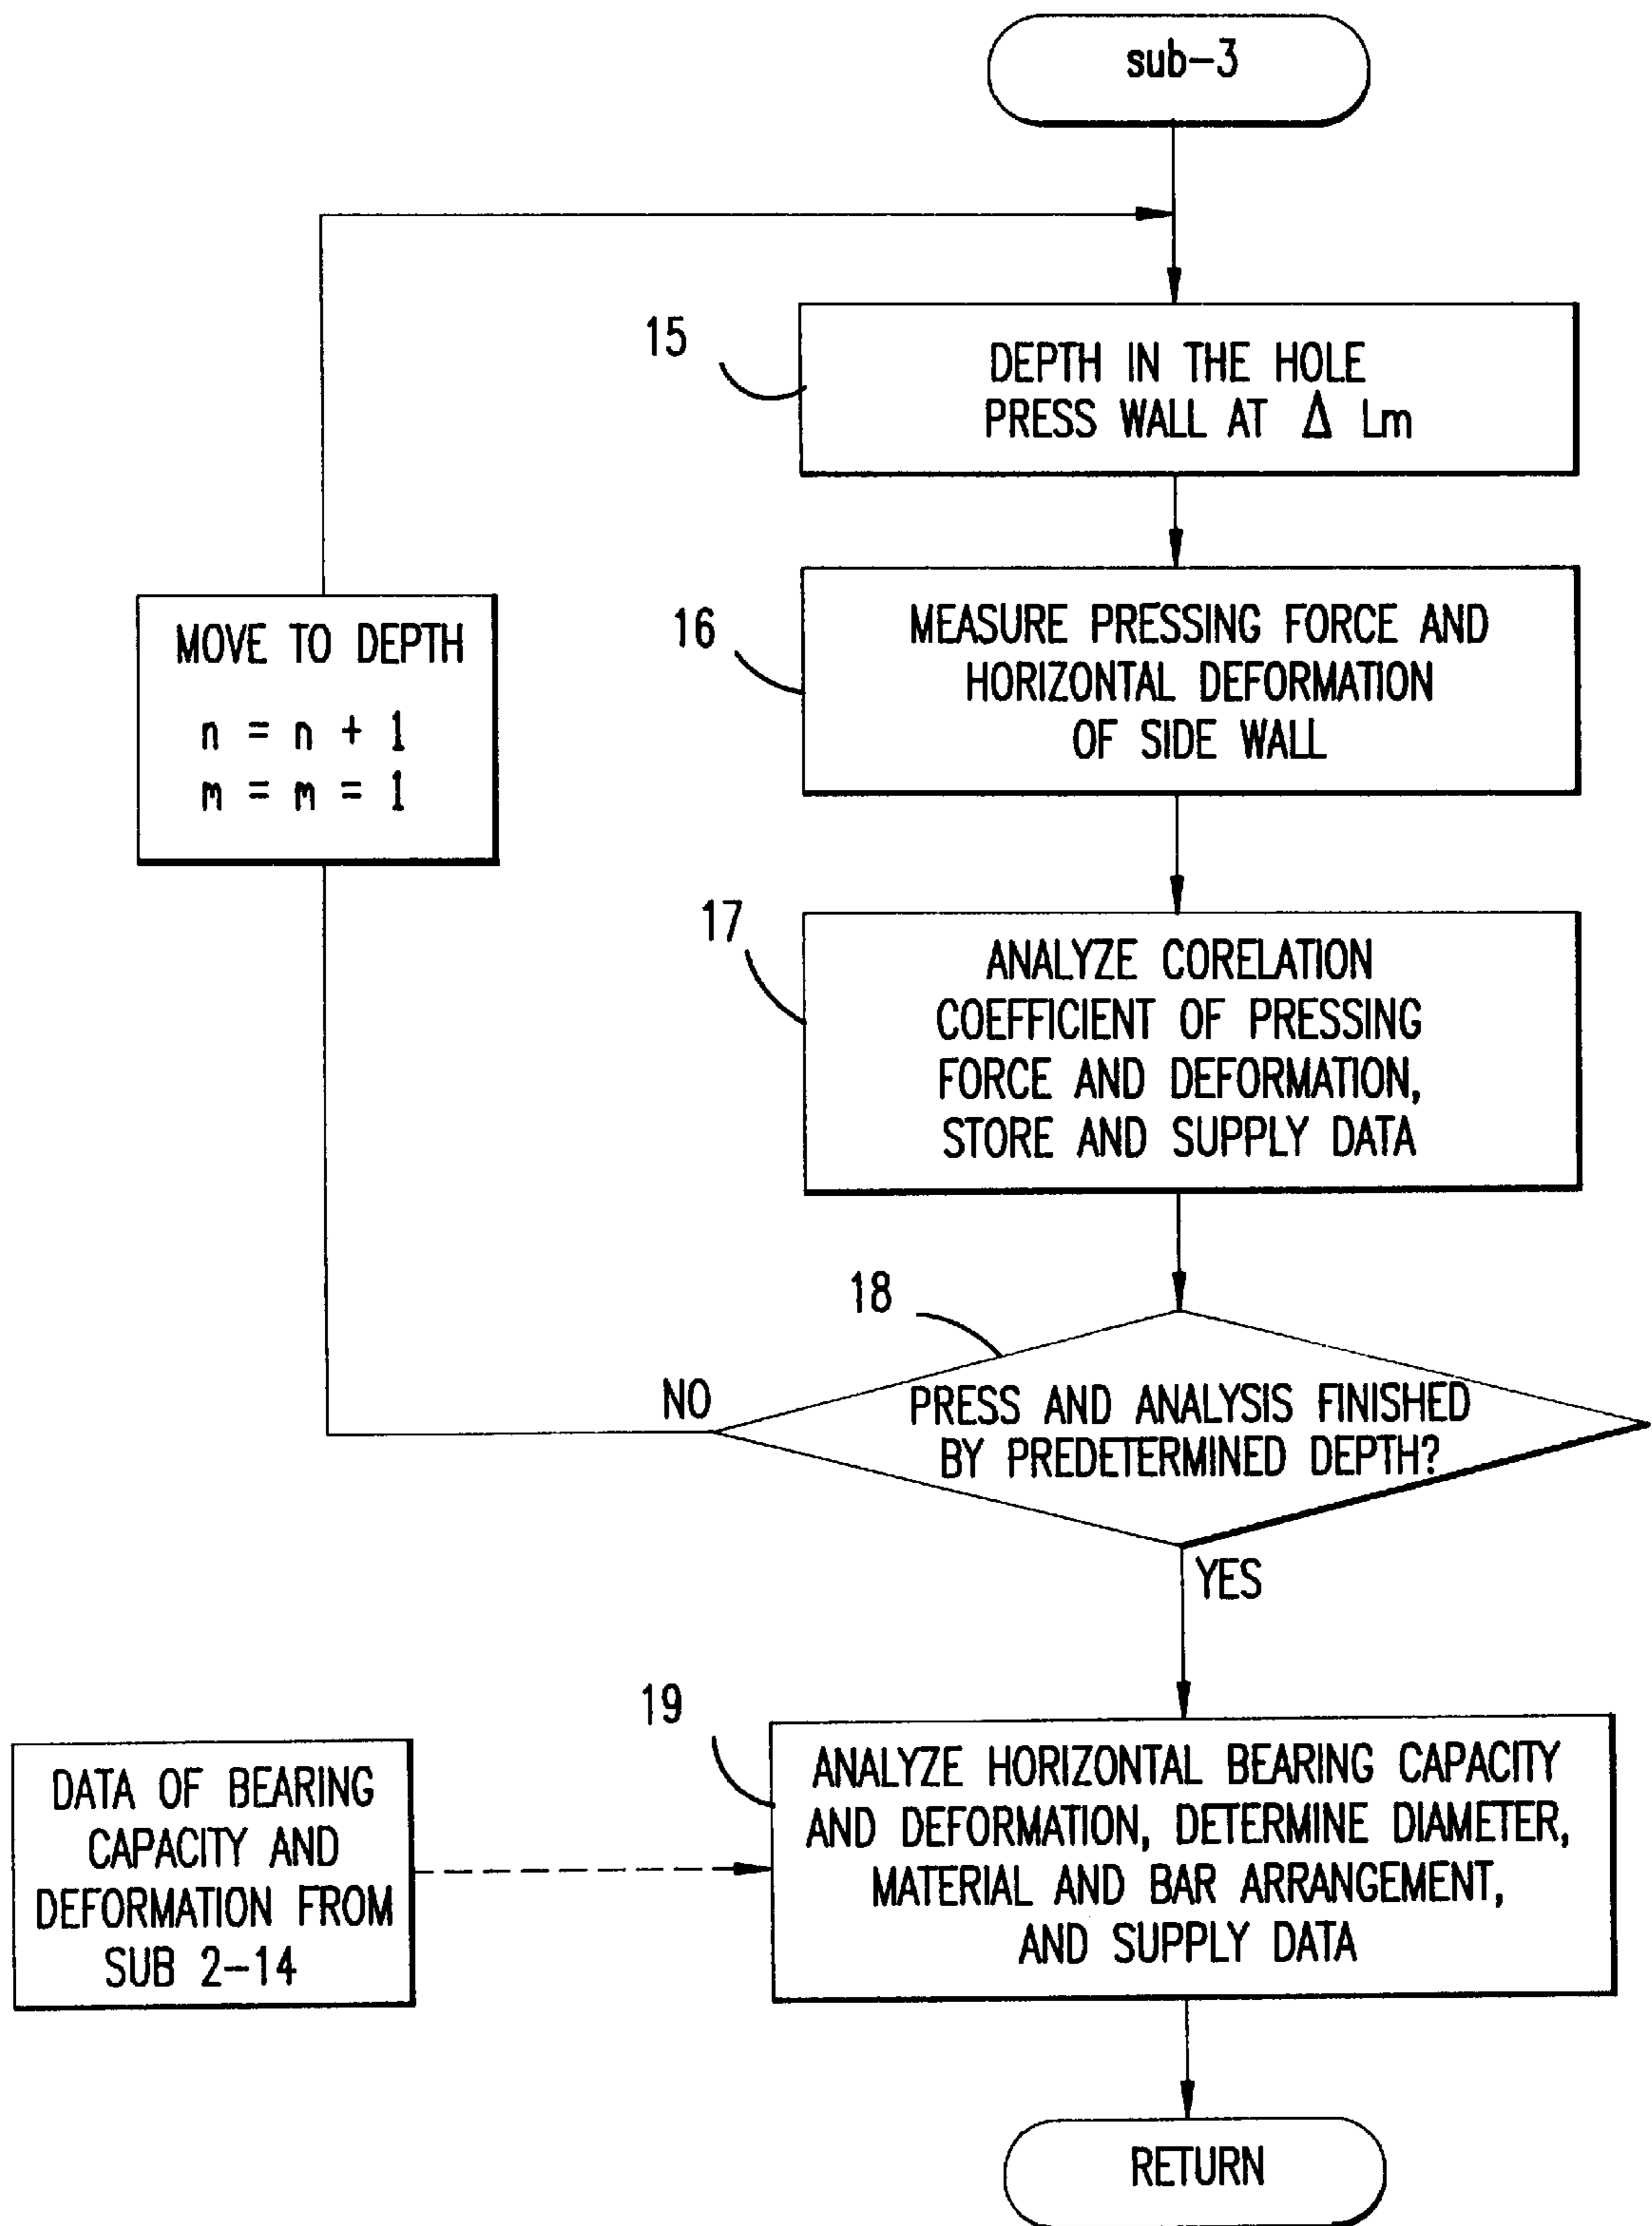 sub-3
15
DEPTH IN THE HOLE
PRESS WALL AT Δ Lm
16
MEASURE PRESSING FORCE AND
HORIZONTAL DEFORMATION
OF SIDE WALL
MOVE TO DEPTH
n = n + 1
m = m = 1
17
ANALYZE CORELATION
COEFFICIENT OF PRESSING
FORCE AND DEFORMATION,
STORE AND SUPPLY DATA
18
NO
PRESS AND ANALYSIS FINISHED
BY PREDETERMINED DEPTH?
YES
19
ANALYZE HORIZONTAL BEARING CAPACITY
AND DEFORMATION, DETERMINE DIAMETER,
MATERIAL AND BAR ARRANGEMENT,
AND SUPPLY DATA
DATA OF BEARING
CAPACITY AND
DEFORMATION FROM
SUB 2-14
RETURN